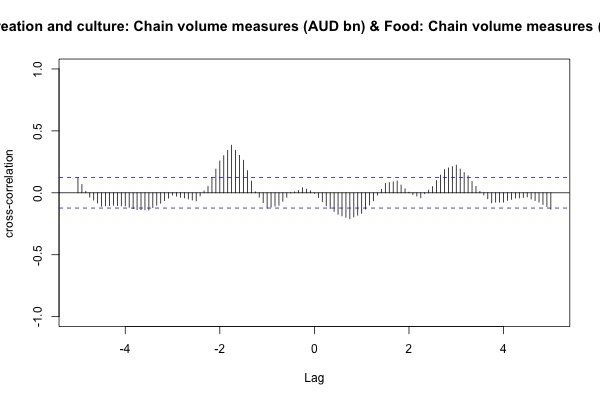 reation and culture: Chain volume measures (AUD bn) & Food: Chain volume measures (
cross-correlation
1.0
0.5
0.0
-0.5
-1.0
-4 -2 0 2 4
Lag